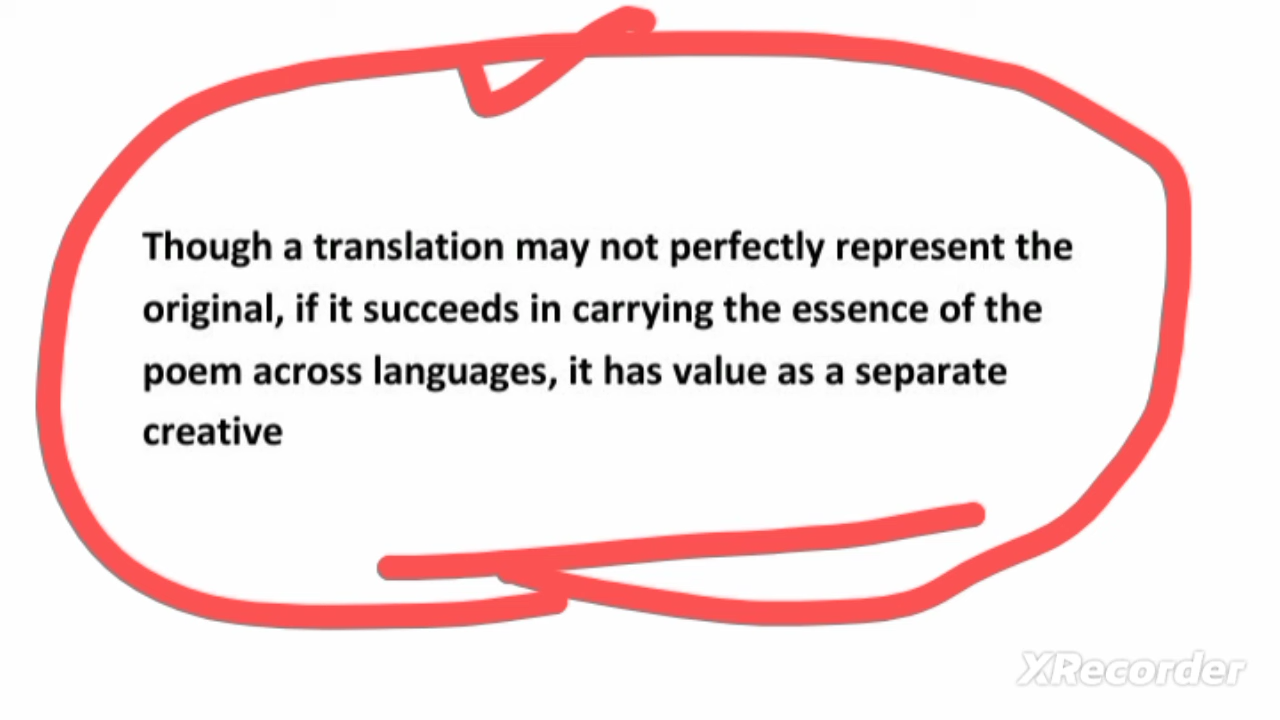 Though a translation may not perfectly represent the
original, if it succeeds in carrying the essence of the
poem across languages, it has value as a separate
creative
XRecorder